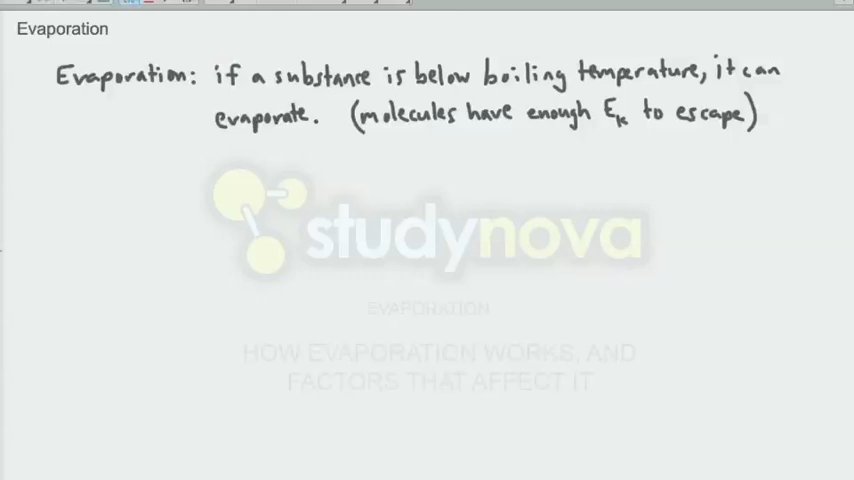 Evaporation
Evaporation: if a substance is below boiling temperature, it can
evaporate. (molecules have enough Ek to escape)
studynova
EVAPORATION
HOW EVAPORATION WORKS, AND
FACTORS THAT AFFECT IT